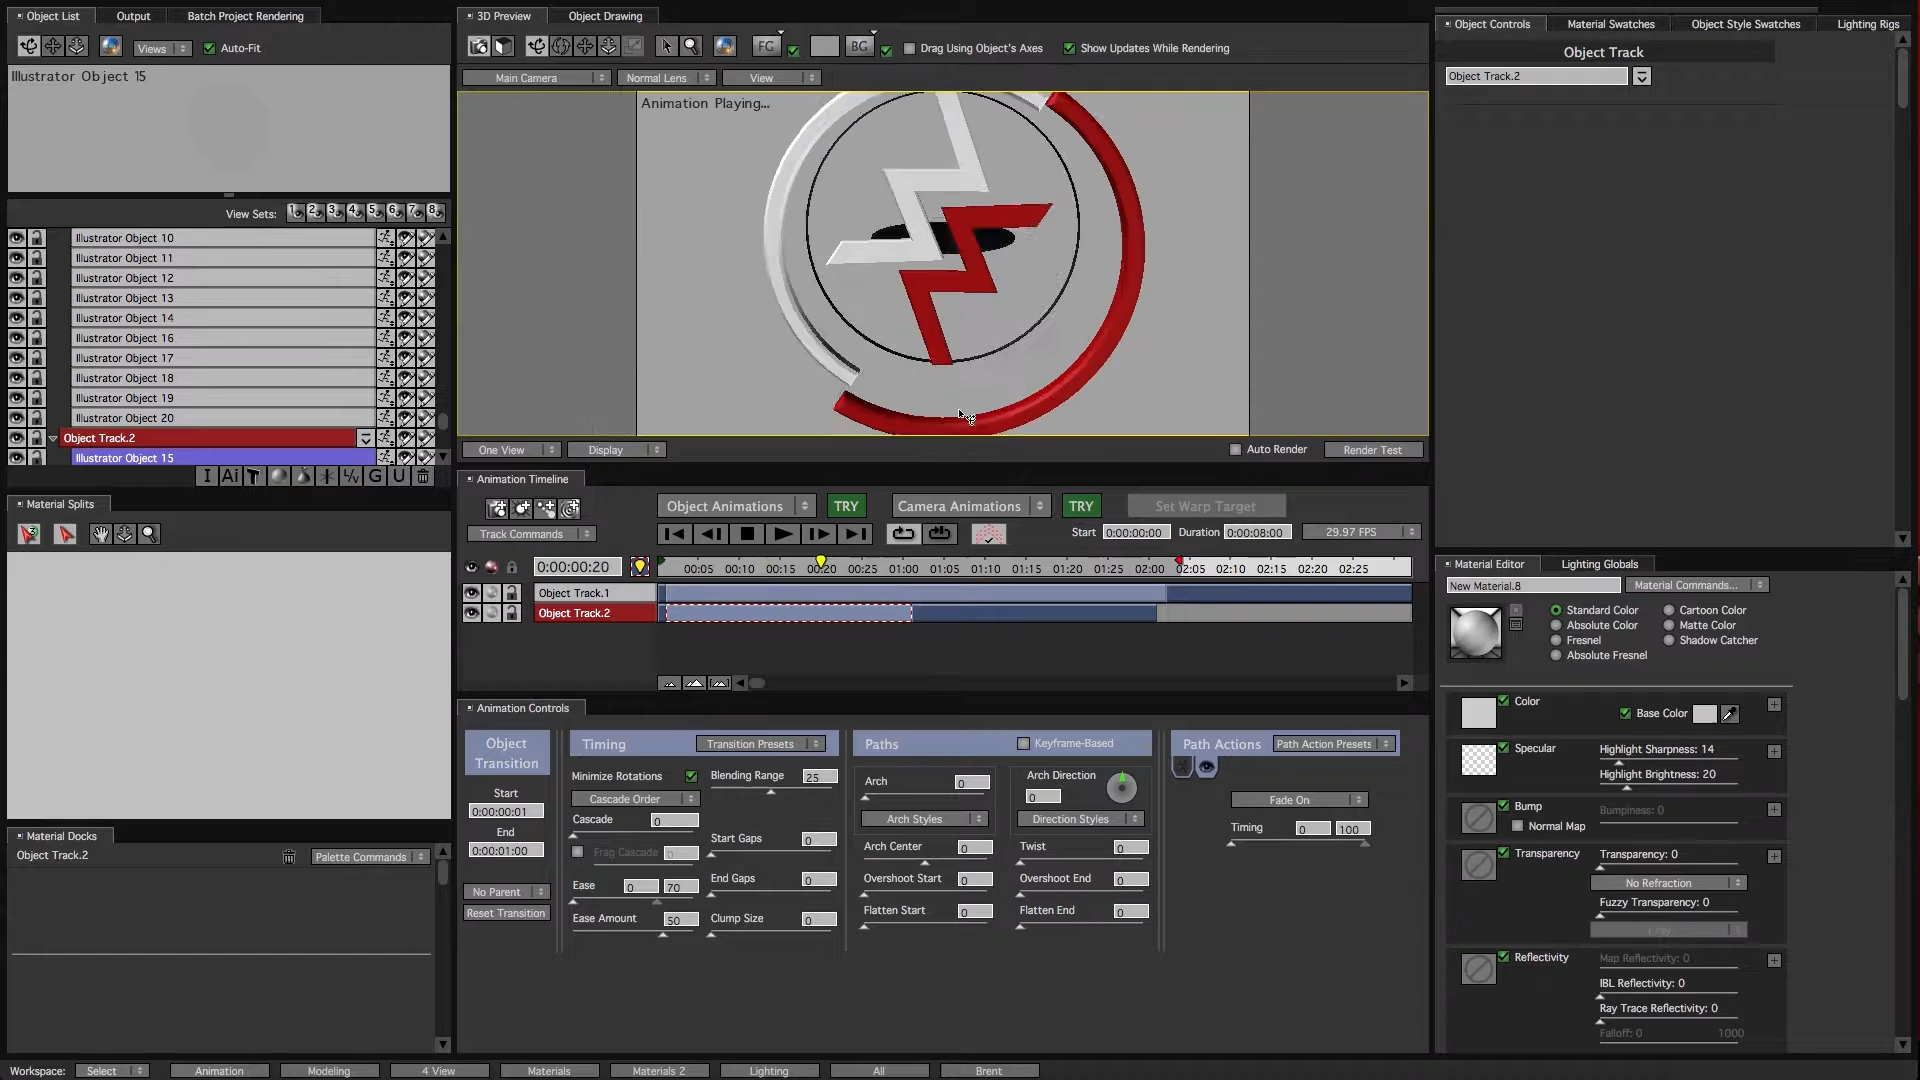 Object List
Output
Batch Project Rendering
Views
Auto-Fit
Illustrator Object 15
View Sets:
1 2 3 4 5 6 7 8
Illustrator Object 10
Illustrator Object 11
Illustrator Object 12
Illustrator Object 13
Illustrator Object 14
Illustrator Object 16
Illustrator Object 17
Illustrator Object 18
Illustrator Object 19
Illustrator Object 20
Object Track.2
Illustrator Object 15
I Ai T G U
Material Splits
Material Docks
Object Track.2
Palette Commands
3D Preview
Object Drawing
FG
BG
Drag Using Object's Axes
Show Updates While Rendering
Main Camera
Normal Lens
View
Animation Playing...
One View
Display
Auto Render
Render Test
Animation Timeline
Object Animations
TRY
Camera Animations
TRY
Set Warp Target
Track Commands
Start 0:00:00:00
Duration 0:00:08:00
29.97 FPS
0:00:00:20
00:05 00:10 00:15 00:20 00:25 01:00 01:05 01:10 01:15 01:20 01:25 02:00 02:05 02:10 02:15 02:20 02:25
Object Track.1
Object Track.2
Animation Controls
Object
Transition
Start
0:00:00:01
End
0:00:01:00
No Parent
Reset Transition
Timing
Transition Presets
Minimize Rotations
Blending Range 25
Cascade Order
Cascade 0
Start Gaps 0
Frag Cascade 0
Ease 0 70
End Gaps 0
Ease Amount 50
Clump Size 0
Paths
Keyframe-Based
Arch 0
Arch Direction
0
Arch Styles
Direction Styles
Arch Center 0
Twist 0
Overshoot Start 0
Overshoot End 0
Flatten Start 0
Flatten End 0
Path Actions
Path Action Presets
Fade On
Timing 0 100
Object Controls
Material Swatches
Object Style Swatches
Lighting Rigs
Object Track
Object Track.2
Material Editor
Lighting Globals
New Material.8
Material Commands...
Standard Color
Cartoon Color
Absolute Color
Matte Color
Fresnel
Shadow Catcher
Absolute Fresnel
Color
Base Color
Specular
Highlight Sharpness: 14
Highlight Brightness: 20
Bump
Bumpiness: 0
Normal Map
Transparency
Transparency: 0
No Refraction
Fuzzy Transparency: 0
Reflectivity
Map Reflectivity: 0
IBL Reflectivity: 0
Ray Trace Reflectivity: 0
Falloff: 0 1000
Workspace:
Select
Animation
Modeling
4 View
Materials
Materials 2
Lighting
All
Brent